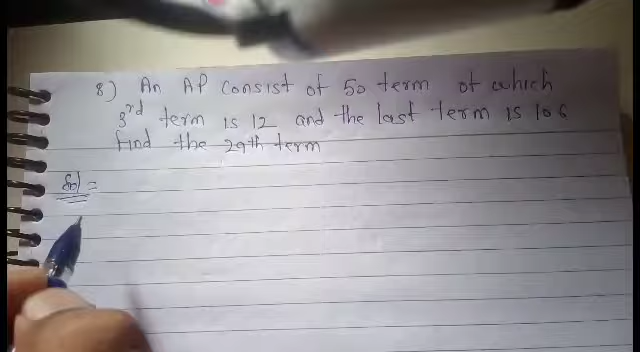 8) An AP consist of 50 term of which
3rd term is 12 and the last term is 106
find the 29th term
Sol =